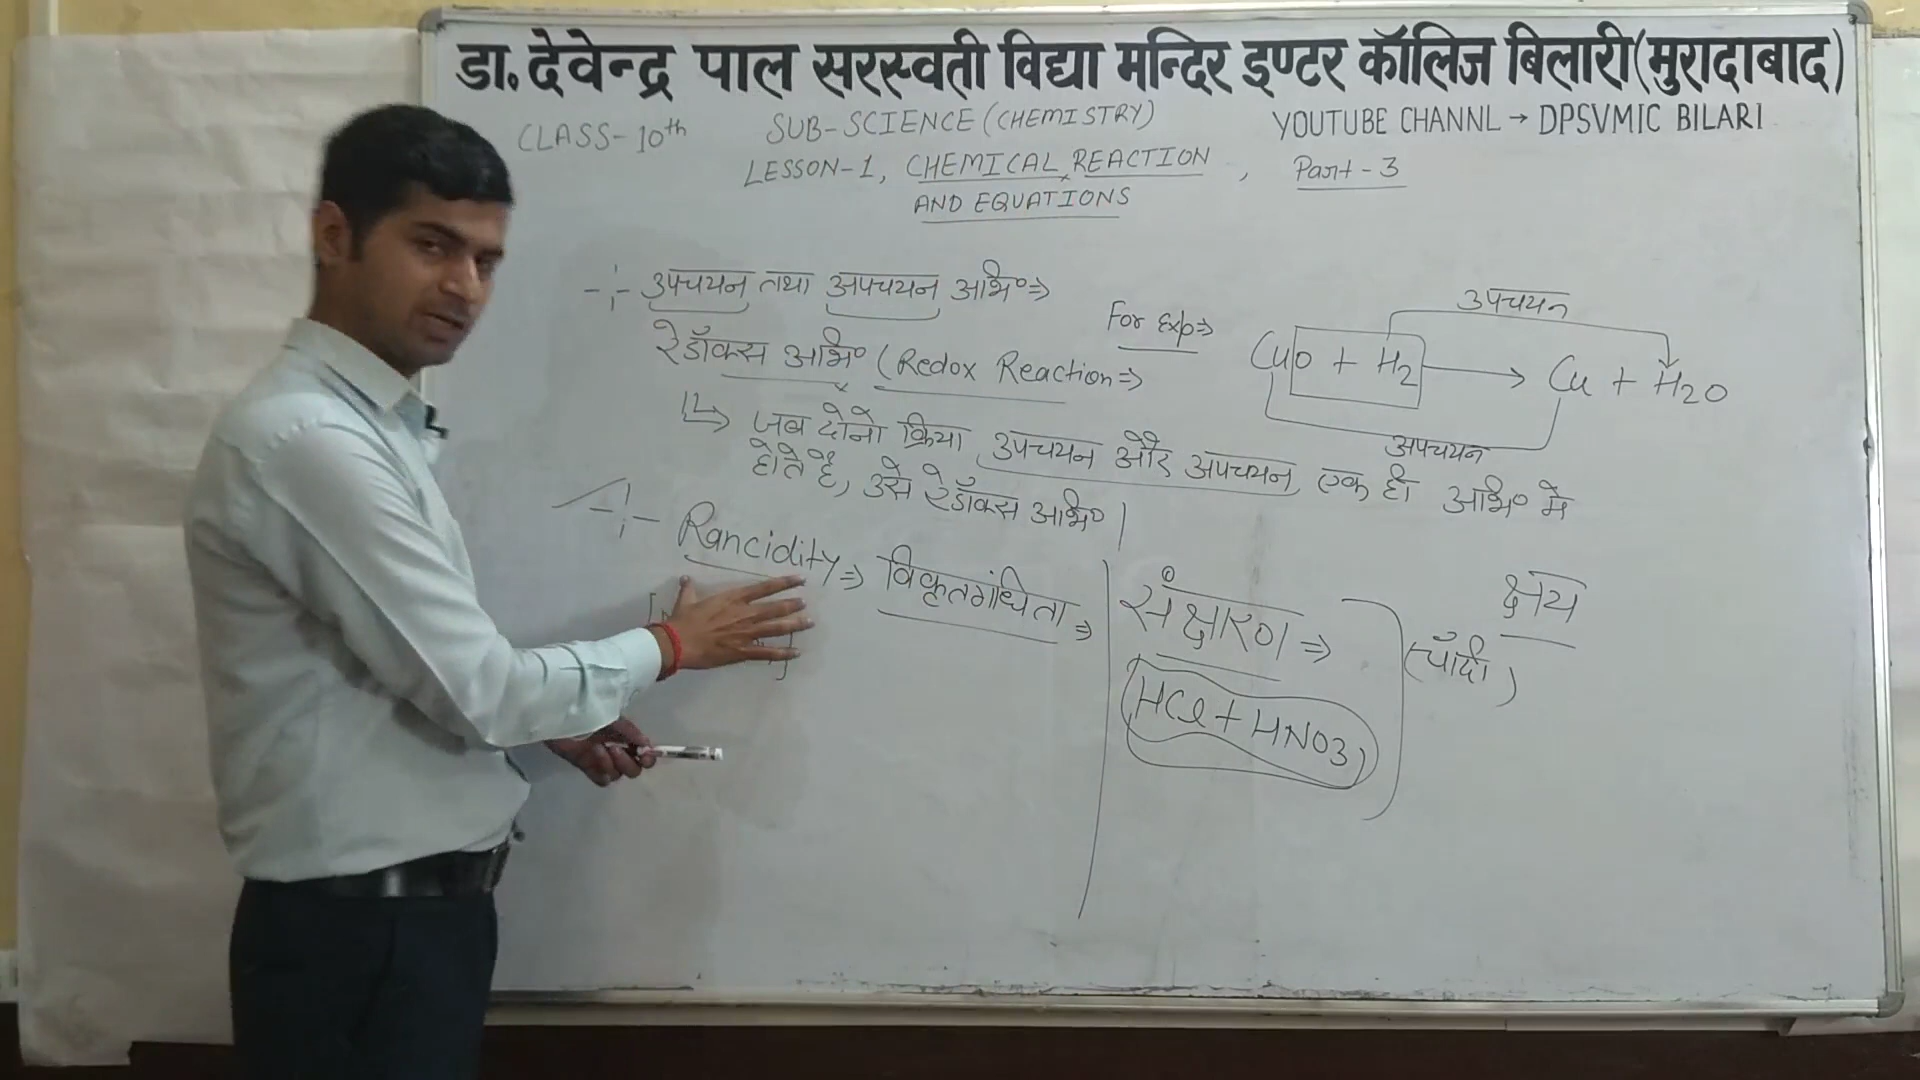 डा. देवेन्द्र पाल सरस्वती विद्या मन्दिर इण्टर कॉलिज बिलारी(मुरादाबाद)
CLASS-10th SUB-SCIENCE (CHEMISTRY) YOUTUBE CHANNL → DPSVMIC BILARI
LESSON-1, CHEMICAL REACTION , Part-3
AND EQUATIONS
उपचयन तथा अपचयन अभि० ⇒
रेडॉक्स अभि० (Redox Reaction ⇒
For Exp ⇒
उपचयन
CuO + H2 → Cu + H2O
अपचयन
↳ जब दोनो क्रिया उपचयन और अपचयन, एक ही अभि० मे
होते है, उसे रेडॉक्स अभि० |
Rancidity ⇒ विकृतगंधिता ⇒
संक्षारण ⇒
HCl + HNO3
क्षय
(चाँदी)